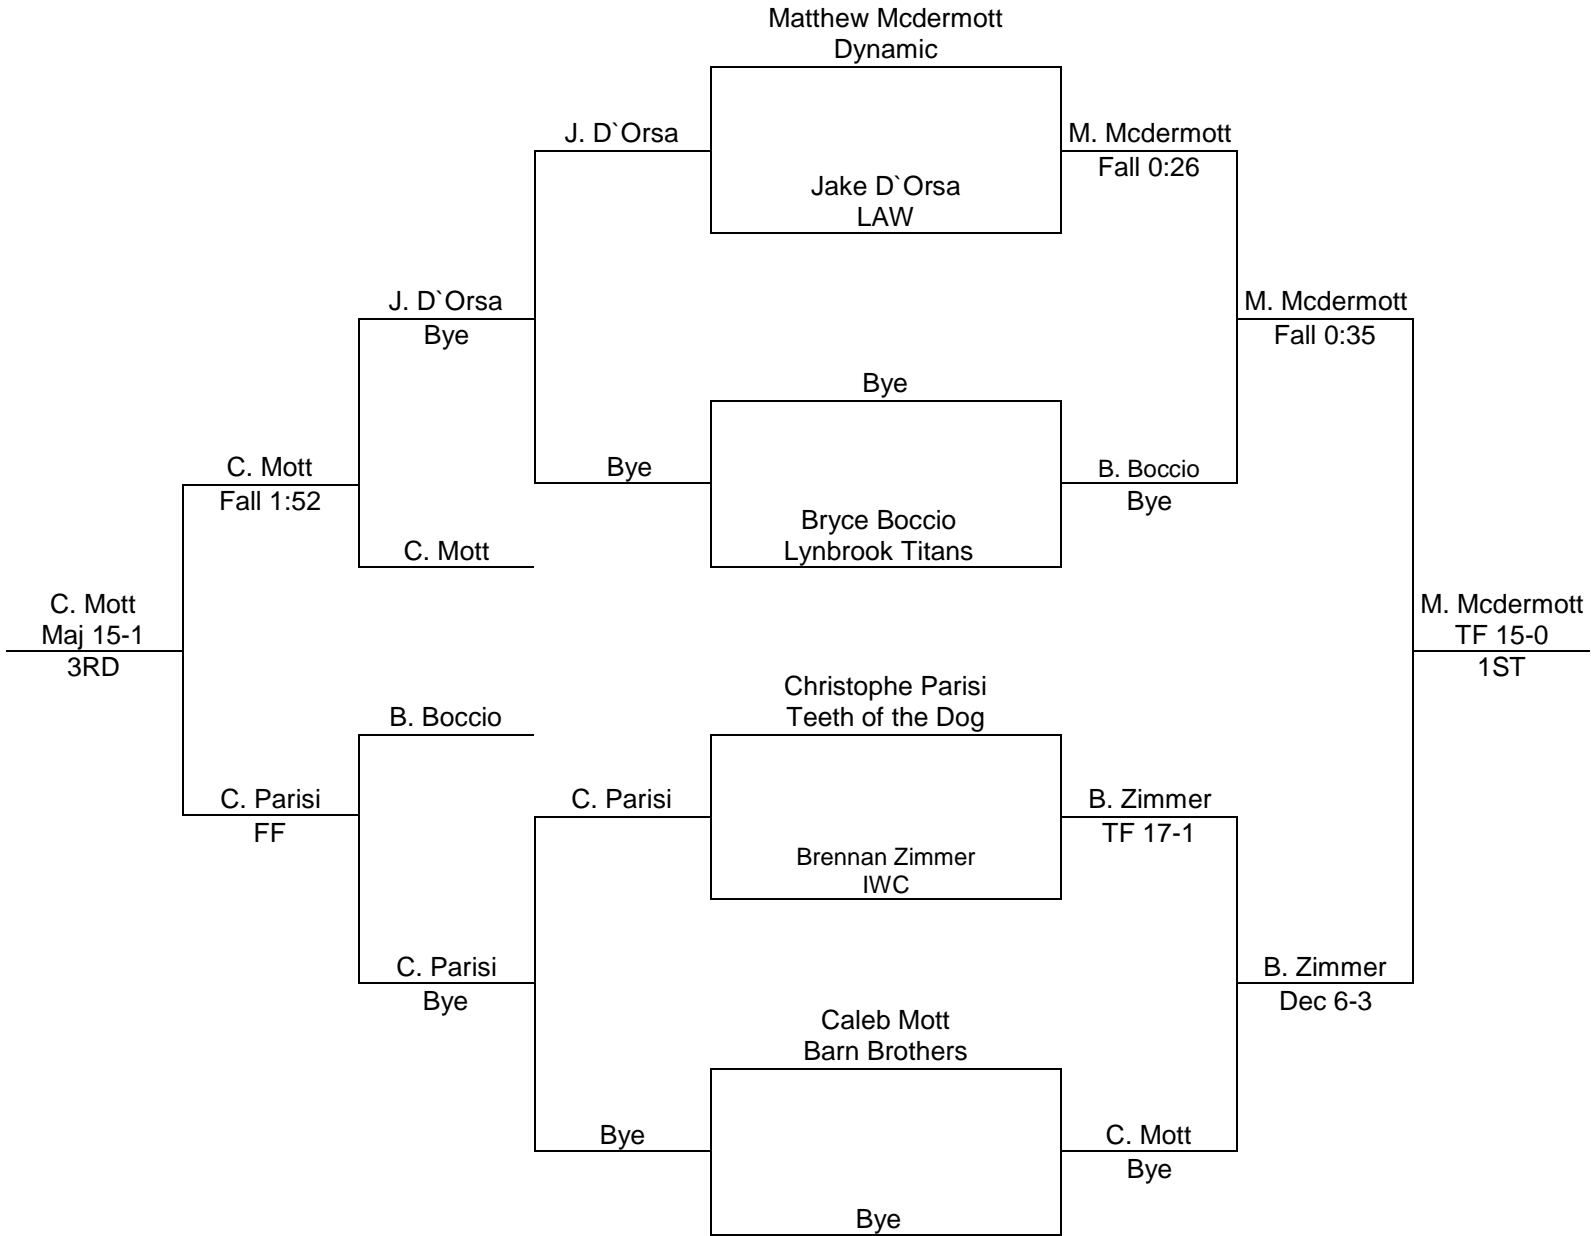 Matthew Mcdermott
Dynamic
J. D`Orsa
M. Mcdermott
Fall 0:26
Jake D`Orsa
LAW
J. D`Orsa
Bye
M. Mcdermott
Fall 0:35
Bye
C. Mott
Fall 1:52
Bye
B. Boccio
Bye
Bryce Boccio
Lynbrook Titans
C. Mott
C. Mott
Maj 15-1
3RD
M. Mcdermott
TF 15-0
1ST
Christophe Parisi
Teeth of the Dog
B. Boccio
C. Parisi
FF
C. Parisi
B. Zimmer
TF 17-1
Brennan Zimmer
IWC
C. Parisi
Bye
B. Zimmer
Dec 6-3
Caleb Mott
Barn Brothers
Bye
C. Mott
Bye
Bye